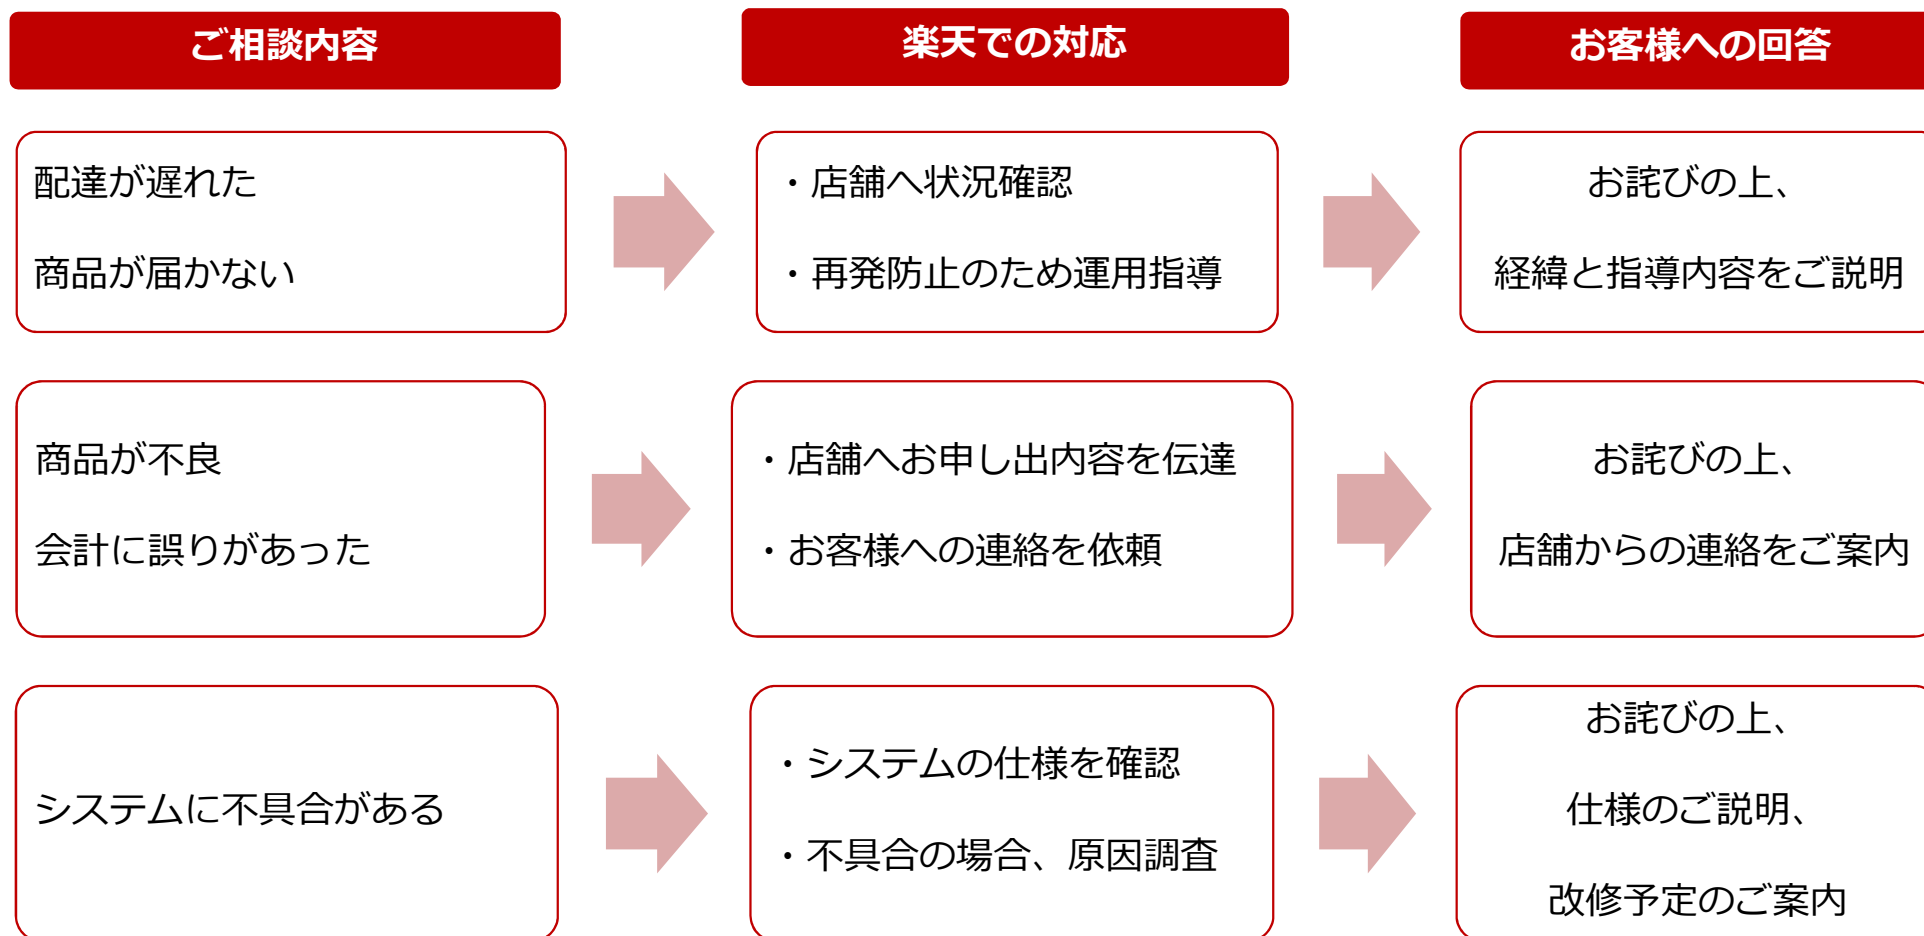 ご相談内容
楽天での対応
お客様への回答
配達が遅れた
商品が届かない
・店舗へ状況確認
・再発防止のため運用指導
お詫びの上、
経緯と指導内容をご説明
商品が不良
会計に誤りがあった
・店舗へお申し出内容を伝達
・お客様への連絡を依頼
お詫びの上、
店舗からの連絡をご案内
システムに不具合がある
・システムの仕様を確認
・不具合の場合、原因調査
お詫びの上、
仕様のご説明、
改修予定のご案内